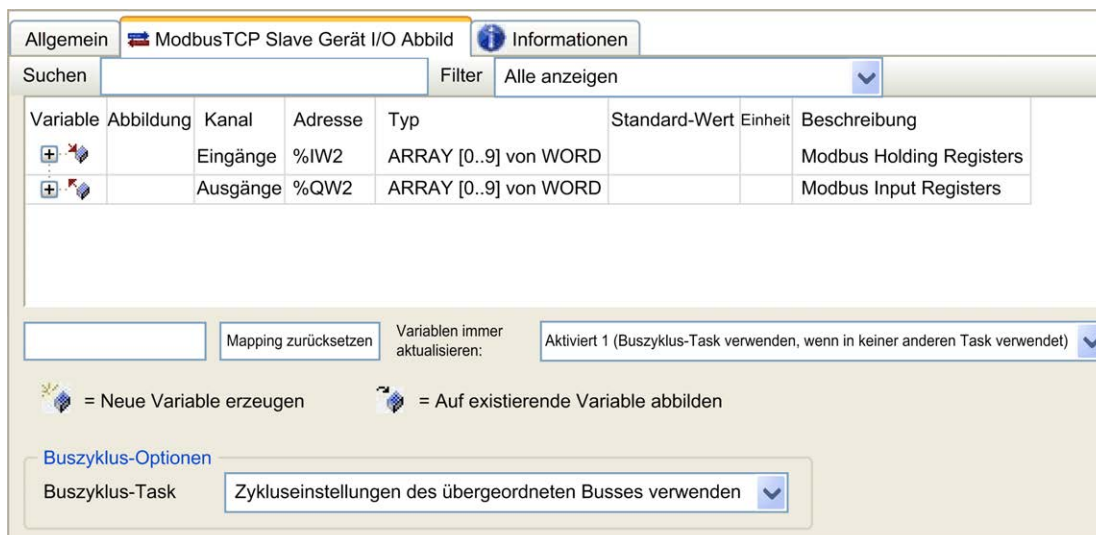 Allgemein ModbusTCP Slave Gerät I/O Abbild Informationen
Suchen Filter Alle anzeigen
Variable Abbildung Kanal Adresse Typ Standard-Wert Einheit Beschreibung
Eingänge %IW2 ARRAY [0..9] von WORD Modbus Holding Registers
Ausgänge %QW2 ARRAY [0..9] von WORD Modbus Input Registers
Mapping zurücksetzen Variablen immer aktualisieren: Aktiviert 1 (Buszyklus-Task verwenden, wenn in keiner anderen Task verwendet)
= Neue Variable erzeugen = Auf existierende Variable abbilden
Buszyklus-Optionen
Buszyklus-Task Zykluseinstellungen des übergeordneten Busses verwenden